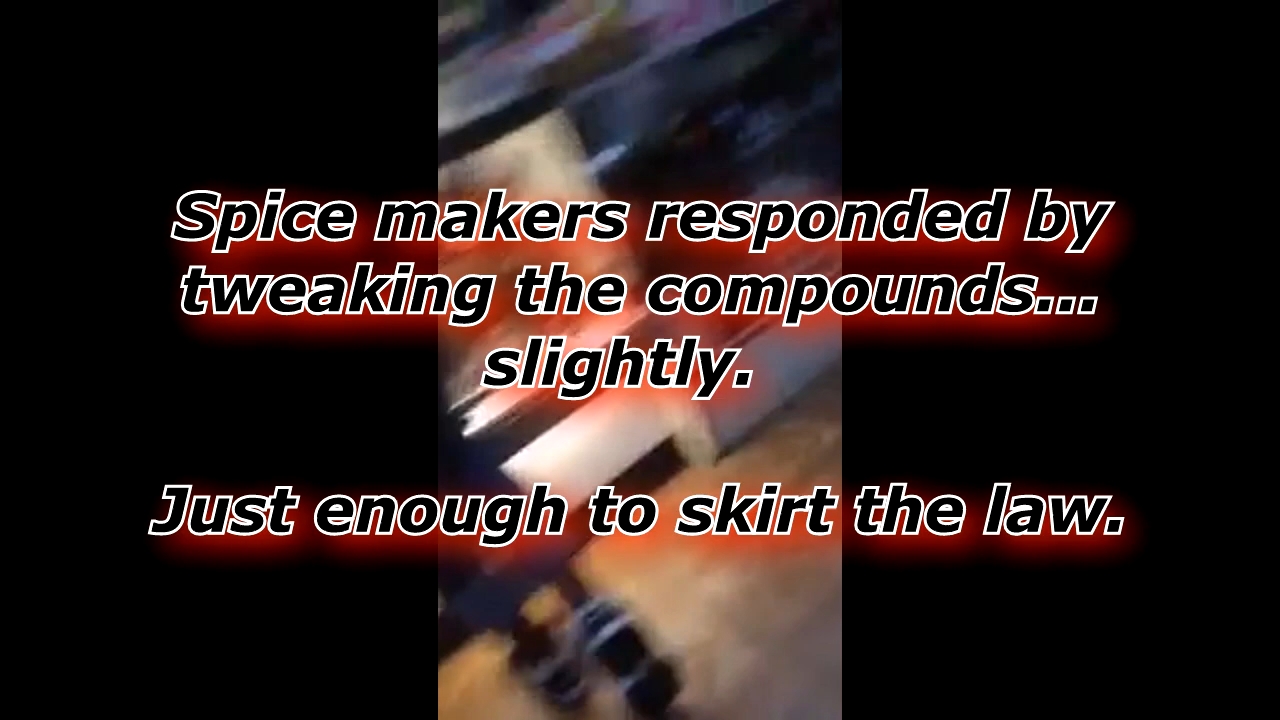 Spice makers responded by
tweaking the compounds...
slightly.
Just enough to skirt the law.